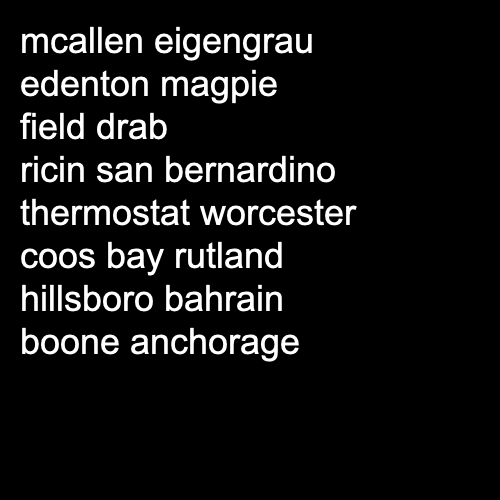 mcallen eigengrau
edenton magpie
field drab
ricin san bernardino
thermostat worcester
coos bay rutland
hillsboro bahrain
boone anchorage